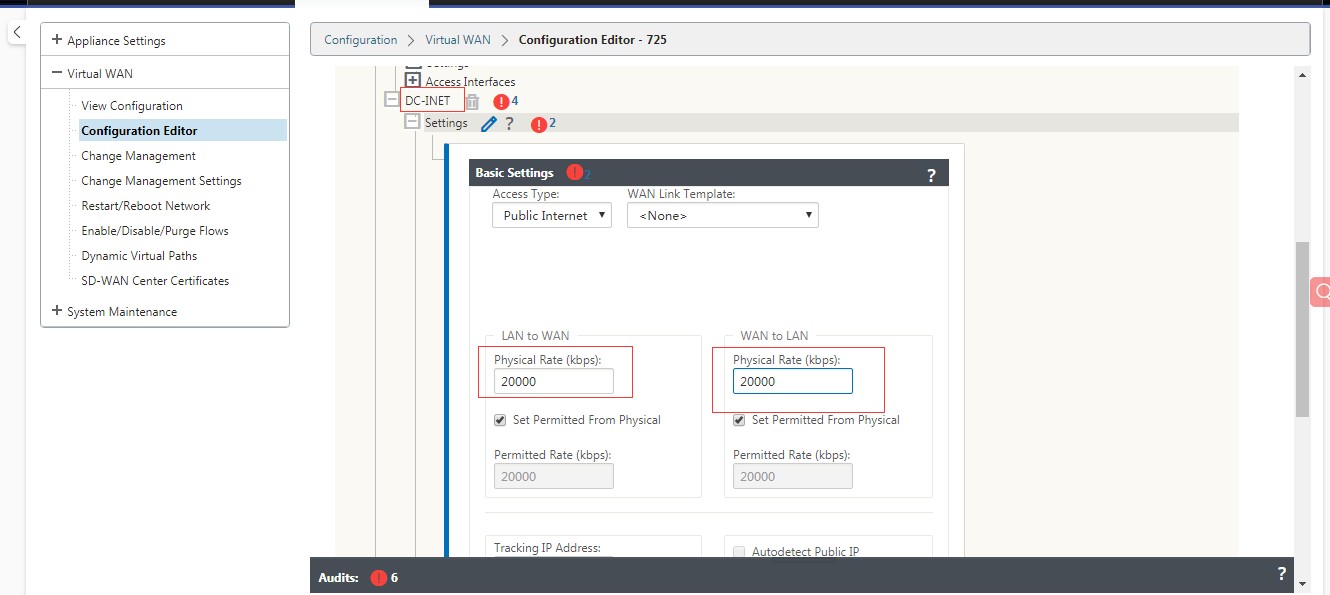 Appliance Settings
Virtual WAN
View Configuration
Configuration Editor
Change Management
Change Management Settings
Restart/Reboot Network
Enable/Disable/Purge Flows
Dynamic Virtual Paths
SD-WAN Center Certificates
System Maintenance
Configuration > Virtual WAN > Configuration Editor - 725
Access Interfaces
DC-INET ! 4
Settings ? ! 2
Basic Settings ! 2 ?
Access Type: WAN Link Template:
Public Internet <None>
LAN to WAN WAN to LAN
Physical Rate (kbps): Physical Rate (kbps):
20000 20000
Set Permitted From Physical Set Permitted From Physical
Permitted Rate (kbps): Permitted Rate (kbps):
20000 20000
Tracking IP Address: Autodetect Public IP
Audits: ! 6 ?